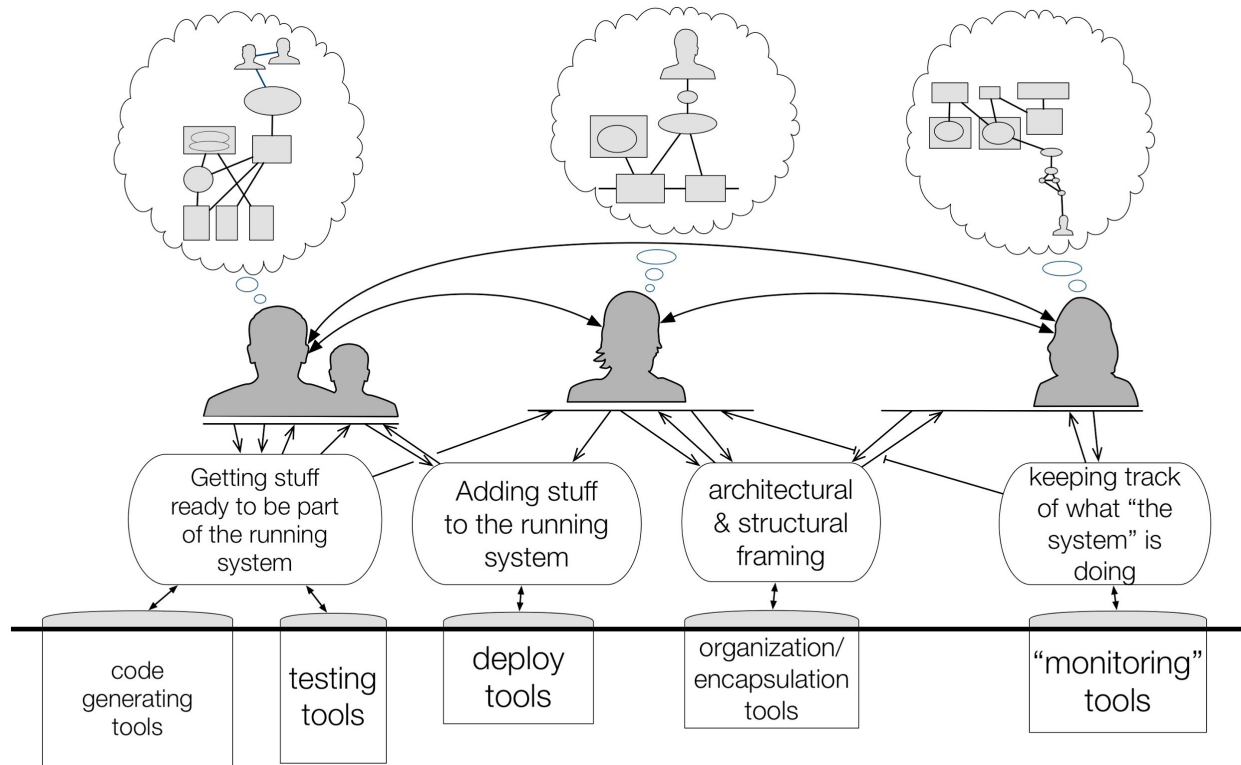 Getting stuff
ready to be part
of the running
system
Adding stuff
to the running
system
architectural
& structural
framing
keeping track
of what “the
system” is
doing
code
generating
tools
testing
tools
deploy
tools
organization/
encapsulation
tools
“monitoring”
tools